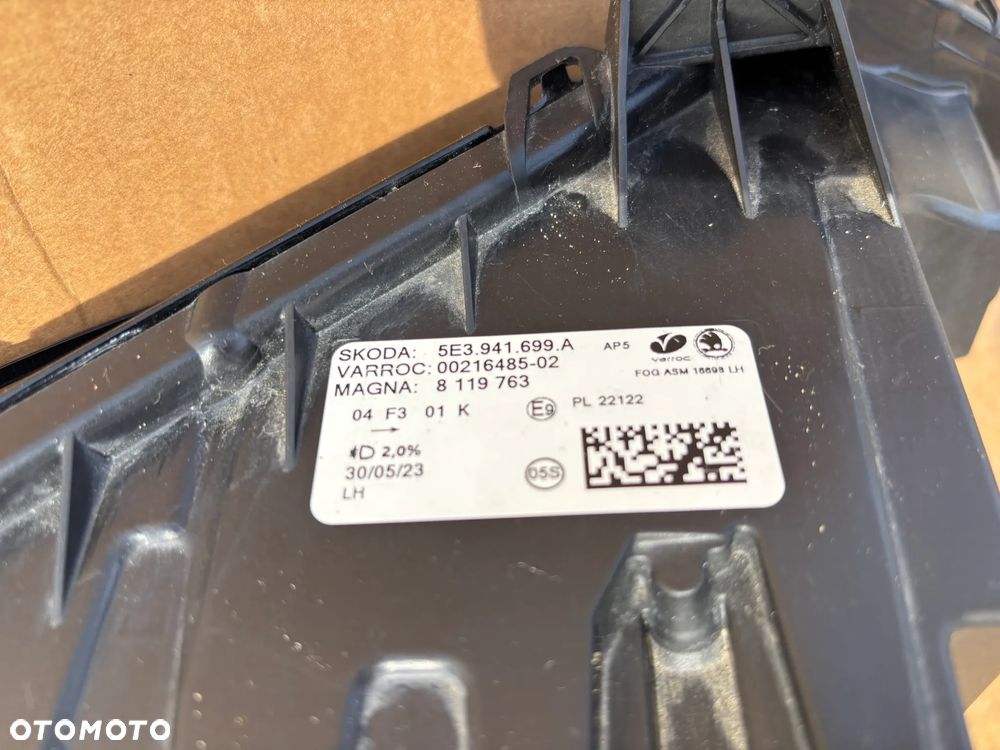 SKODA: 5E3.941.699.A AP5 varroc
VARROC: 00216485-02
MAGNA: 8 119 763 FOG ASM 16698 LH
04 F3 01 K E9 PL 22122
2,0%
30/05/23 05S
LH
OTOMOTO